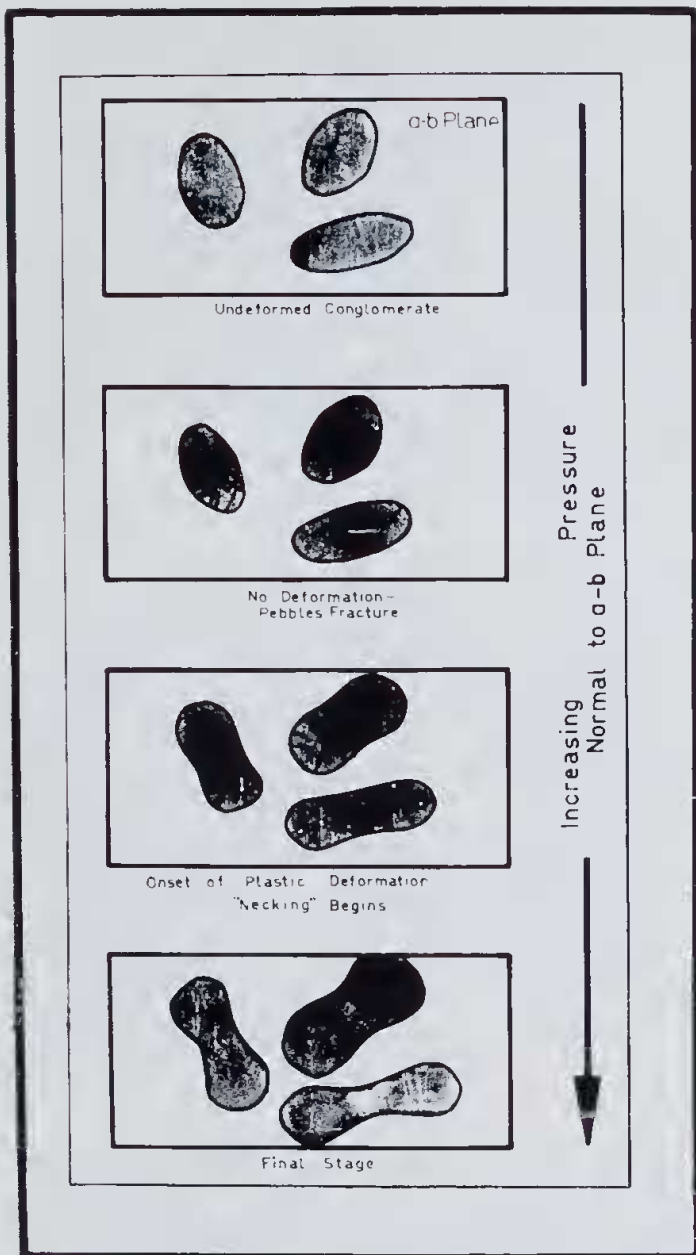 a-b Plane
Undeformed Conglomerate
No Deformation–
Pebbles Fracture
Onset of Plastic Deformation
"Necking" Begins
Final Stage
Increasing Pressure
Normal to a-b Plane